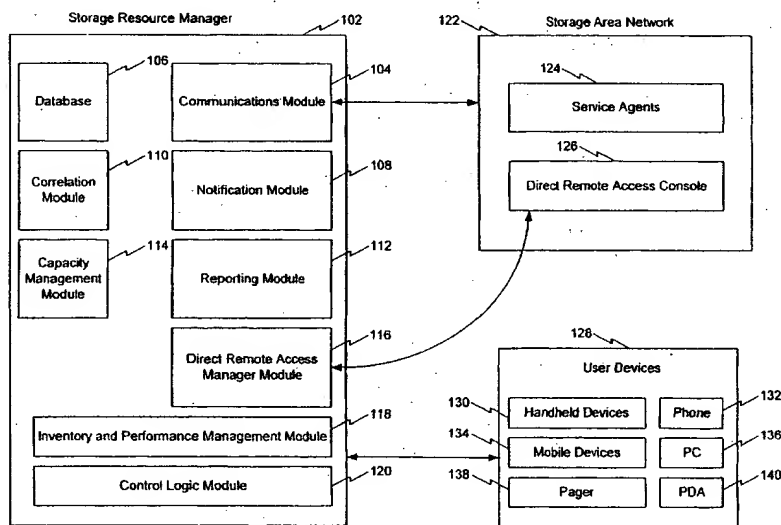 Storage Resource Manager
102
106
Database
104
Communications Module
110
Correlation
Module
108
Notification Module
114
Capacity
Management
Module
112
Reporting Module
116
Direct Remote Access
Manager Module
118
Inventory and Performance Management Module
120
Control Logic Module
Storage Area Network
122
124
Service Agents
126
Direct Remote Access Console
128
User Devices
130
Handheld Devices
Phone
132
134
Mobile Devices
PC
136
138
Pager
PDA
140